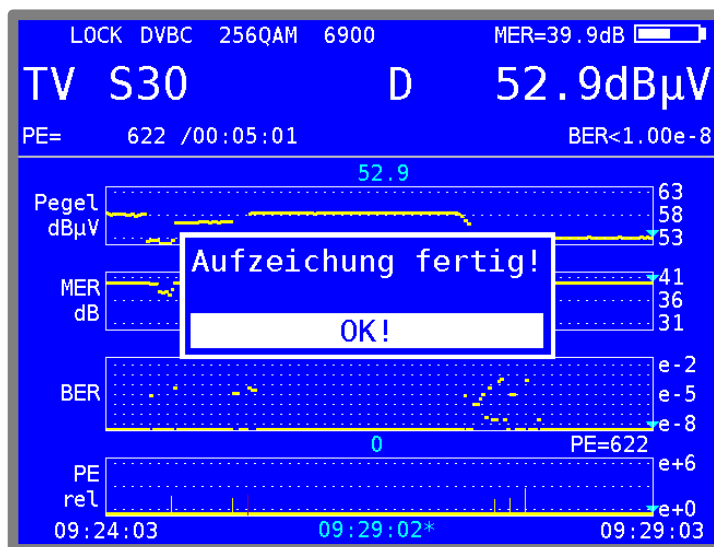 LOCK DVBC 256QAM 6900 MER=39.9dB
TV S30 D 52.9dBµV
PE= 622 /00:05:01 BER<1.00e-8
52.9
Pegel
dBµV
63
58
53
Aufzeichung fertig!
OK!
MER
dB
41
36
31
BER
e-2
e-5
e-8
0 PE=622
PE
rel
e+6
e+0
09:24:03 09:29:02* 09:29:03